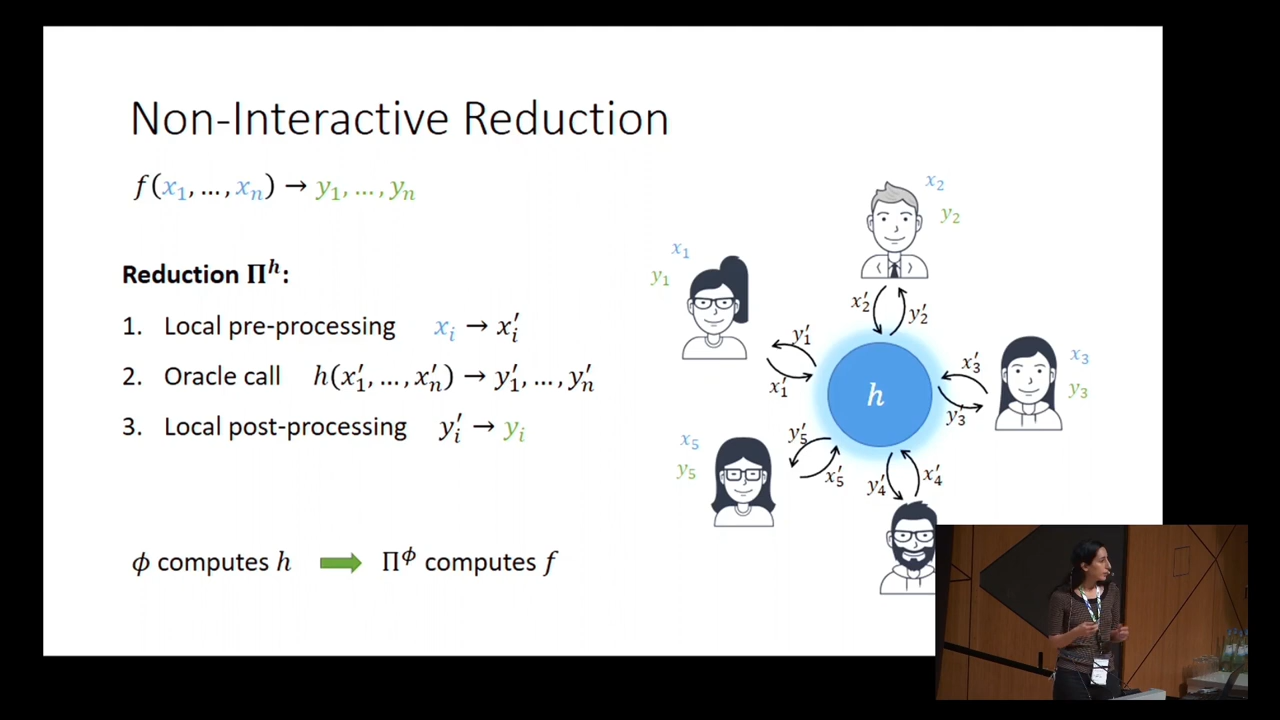 Non-Interactive Reduction
f(x₁, …, xₙ) → y₁, …, yₙ
Reduction Πʰ:
1. Local pre-processing xᵢ → x′ᵢ
2. Oracle call h(x′₁, …, x′ₙ) → y′₁, …, y′ₙ
3. Local post-processing y′ᵢ → yᵢ
ϕ computes h ➡ Π^ϕ computes f
x₂
y₂
x₁
y₁
x′₂
y′₂
y′₁
x′₁
x′₃
y′₃
x₃
y₃
h
x₅
y₅
y′₅
x′₅
y′₄
x′₄